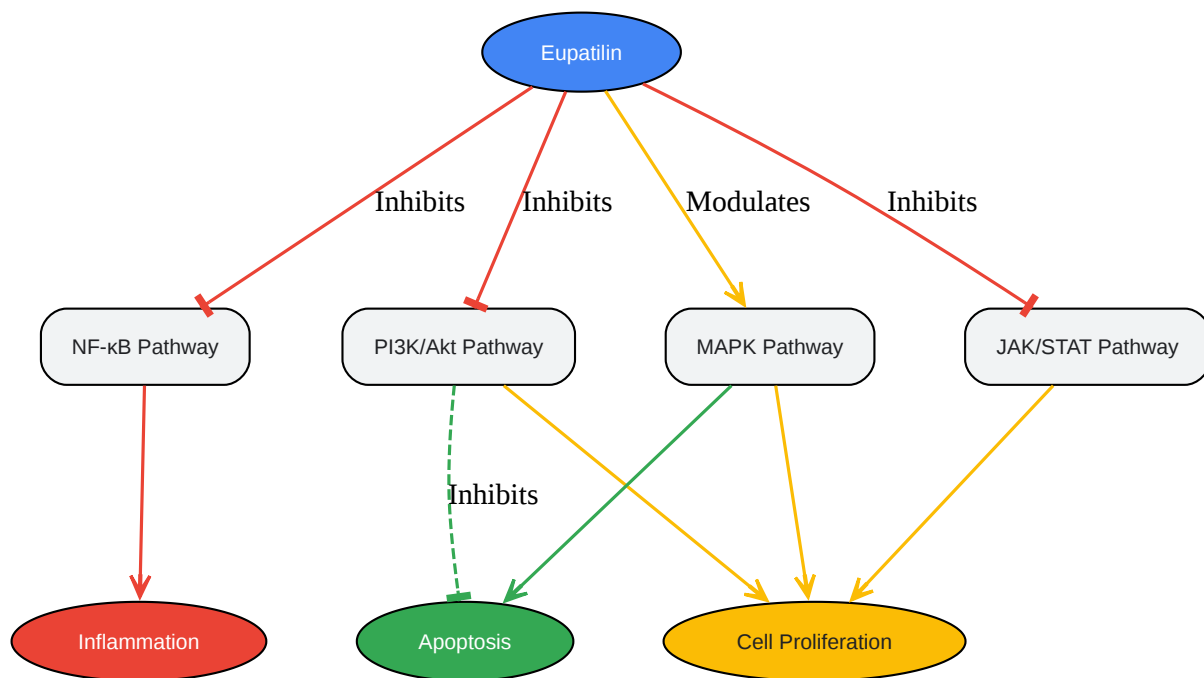 Eupatilin
Inhibits
Inhibits
Modulates
Inhibits
NF-κB Pathway
PI3K/Akt Pathway
MAPK Pathway
JAK/STAT Pathway
Inhibits
Inflammation
Apoptosis
Cell Proliferation